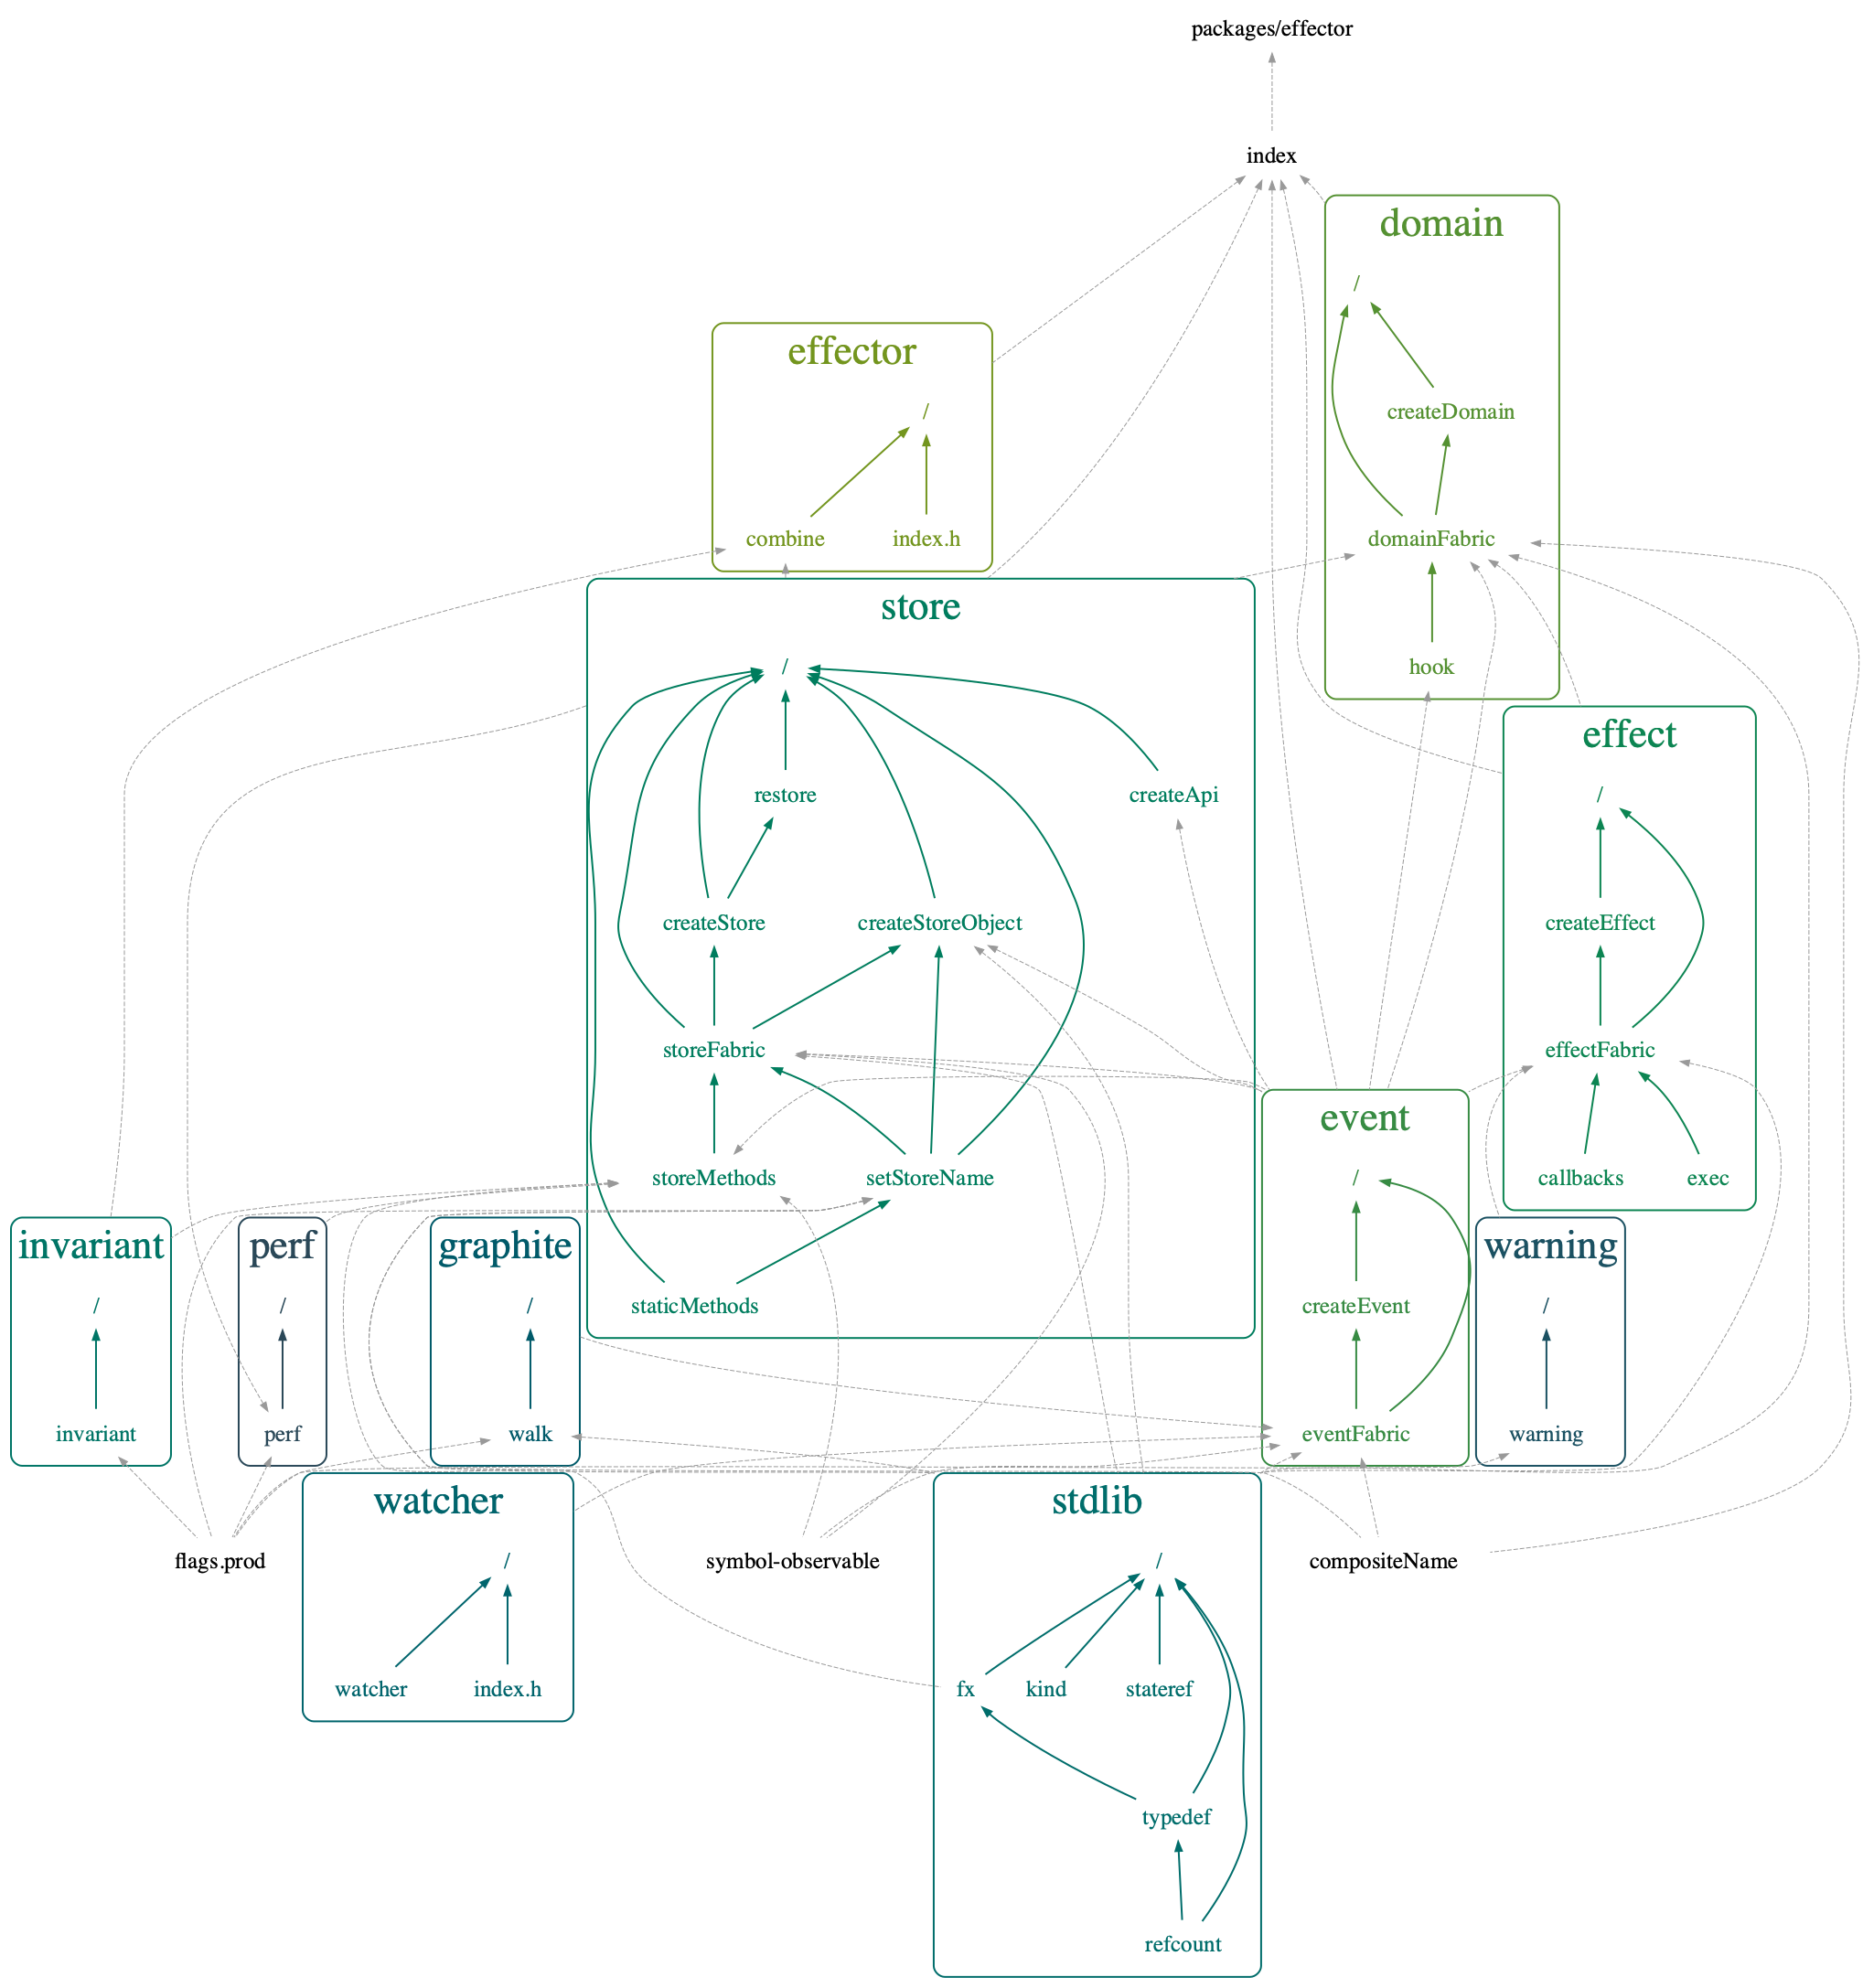 packages/effector
index
domain
/
effector
createDomain
/
combine
index.h
domainFabric
store
/
hook
effect
restore
createApi
/
createStore
createStoreObject
createEffect
storeFabric
effectFabric
event
storeMethods
setStoreName
/
callbacks
exec
invariant
perf
graphite
warning
/
/
/
staticMethods
createEvent
/
invariant
perf
walk
eventFabric
warning
watcher
stdlib
flags.prod
/
symbol-observable
/
compositeName
watcher
index.h
fx
kind
stateref
typedef
refcount